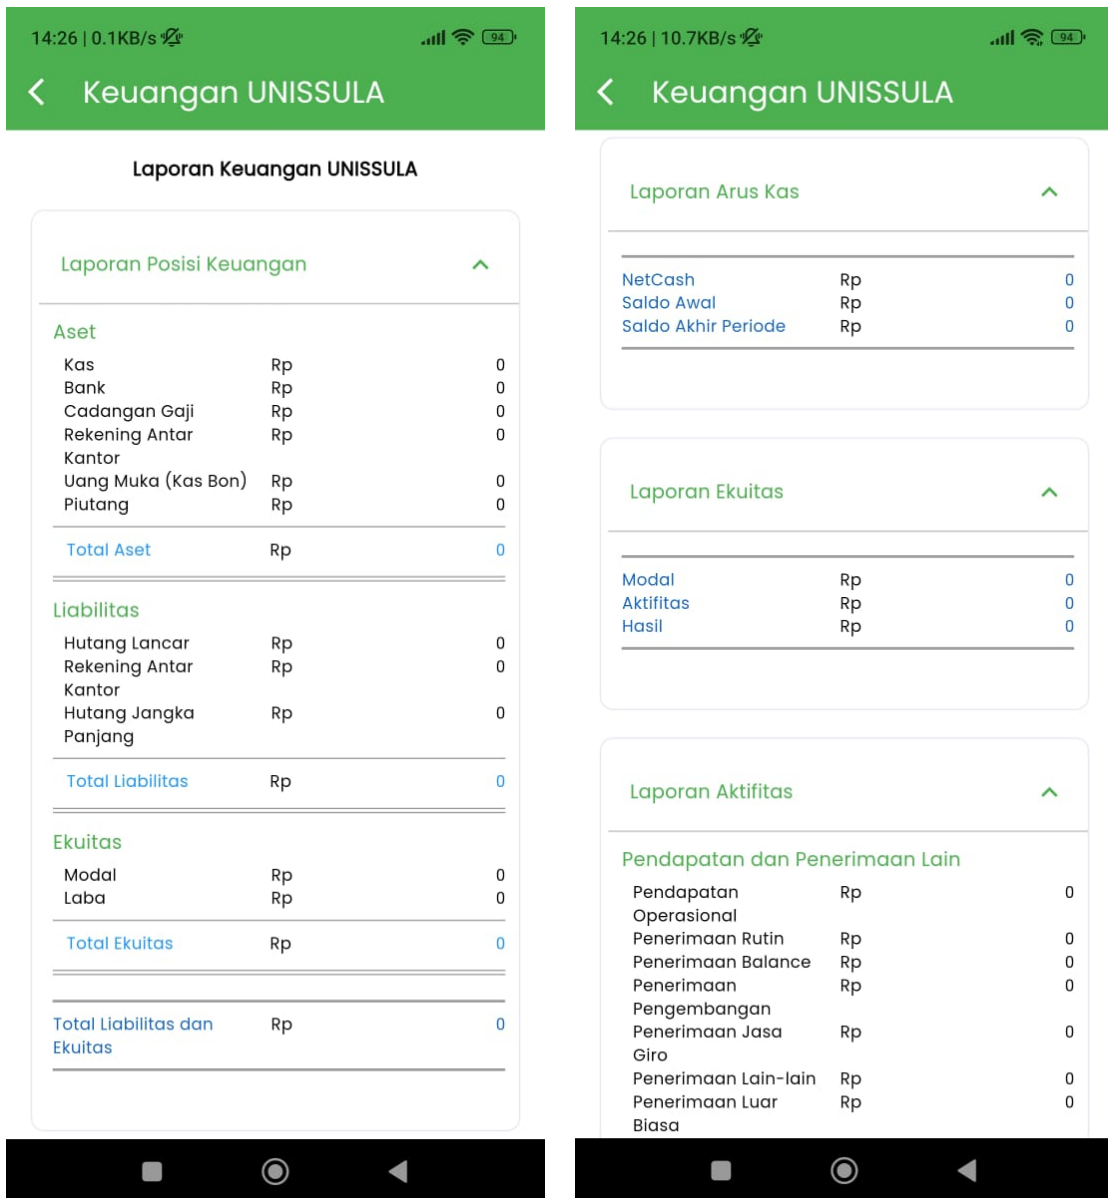 14:26 | 0.1KB/s
94
Keuangan UNISSULA
Laporan Keuangan UNISSULA
Laporan Posisi Keuangan
Aset
Kas Rp 0
Bank Rp 0
Cadangan Gaji Rp 0
Rekening Antar Rp 0
Kantor
Uang Muka (Kas Bon) Rp 0
Piutang Rp 0
Total Aset Rp 0
Liabilitas
Hutang Lancar Rp 0
Rekening Antar Rp 0
Kantor
Hutang Jangka Rp 0
Panjang
Total Liabilitas Rp 0
Ekuitas
Modal Rp 0
Laba Rp 0
Total Ekuitas Rp 0
Total Liabilitas dan Rp 0
Ekuitas
14:26 | 10.7KB/s
94
Keuangan UNISSULA
Laporan Arus Kas
NetCash Rp 0
Saldo Awal Rp 0
Saldo Akhir Periode Rp 0
Laporan Ekuitas
Modal Rp 0
Aktifitas Rp 0
Hasil Rp 0
Laporan Aktifitas
Pendapatan dan Penerimaan Lain
Pendapatan Rp 0
Operasional
Penerimaan Rutin Rp 0
Penerimaan Balance Rp 0
Penerimaan Rp 0
Pengembangan
Penerimaan Jasa Rp 0
Giro
Penerimaan Lain-lain Rp 0
Penerimaan Luar Rp 0
Biasa